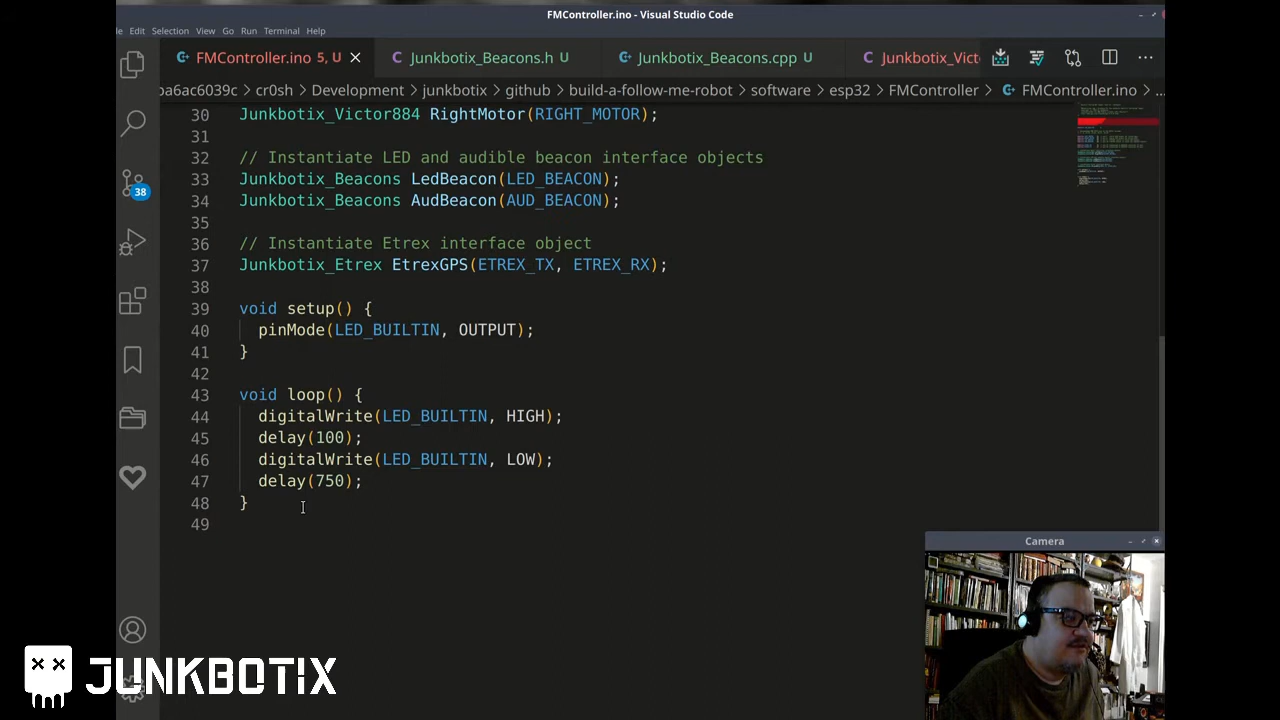 FMController.ino - Visual Studio Code
Edit Selection View Go Run Terminal Help
FMController.ino 5, U Junkbotix_Beacons.h U Junkbotix_Beacons.cpp U Junkbotix_Vict
ba6ac6039c > cr0sh > Development > junkbotix > github > build-a-follow-me-robot > software > esp32 > FMController > FMController.ino > ...
30 Junkbotix_Victor884 RightMotor(RIGHT_MOTOR);
31
32 // Instantiate LED and audible beacon interface objects
33 Junkbotix_Beacons LedBeacon(LED_BEACON);
34 Junkbotix_Beacons AudBeacon(AUD_BEACON);
35
36 // Instantiate Etrex interface object
37 Junkbotix_Etrex EtrexGPS(ETREX_TX, ETREX_RX);
38
39 void setup() {
40 pinMode(LED_BUILTIN, OUTPUT);
41 }
42
43 void loop() {
44 digitalWrite(LED_BUILTIN, HIGH);
45 delay(100);
46 digitalWrite(LED_BUILTIN, LOW);
47 delay(750);
48 }
49
38
Camera
JUNKBOTIX